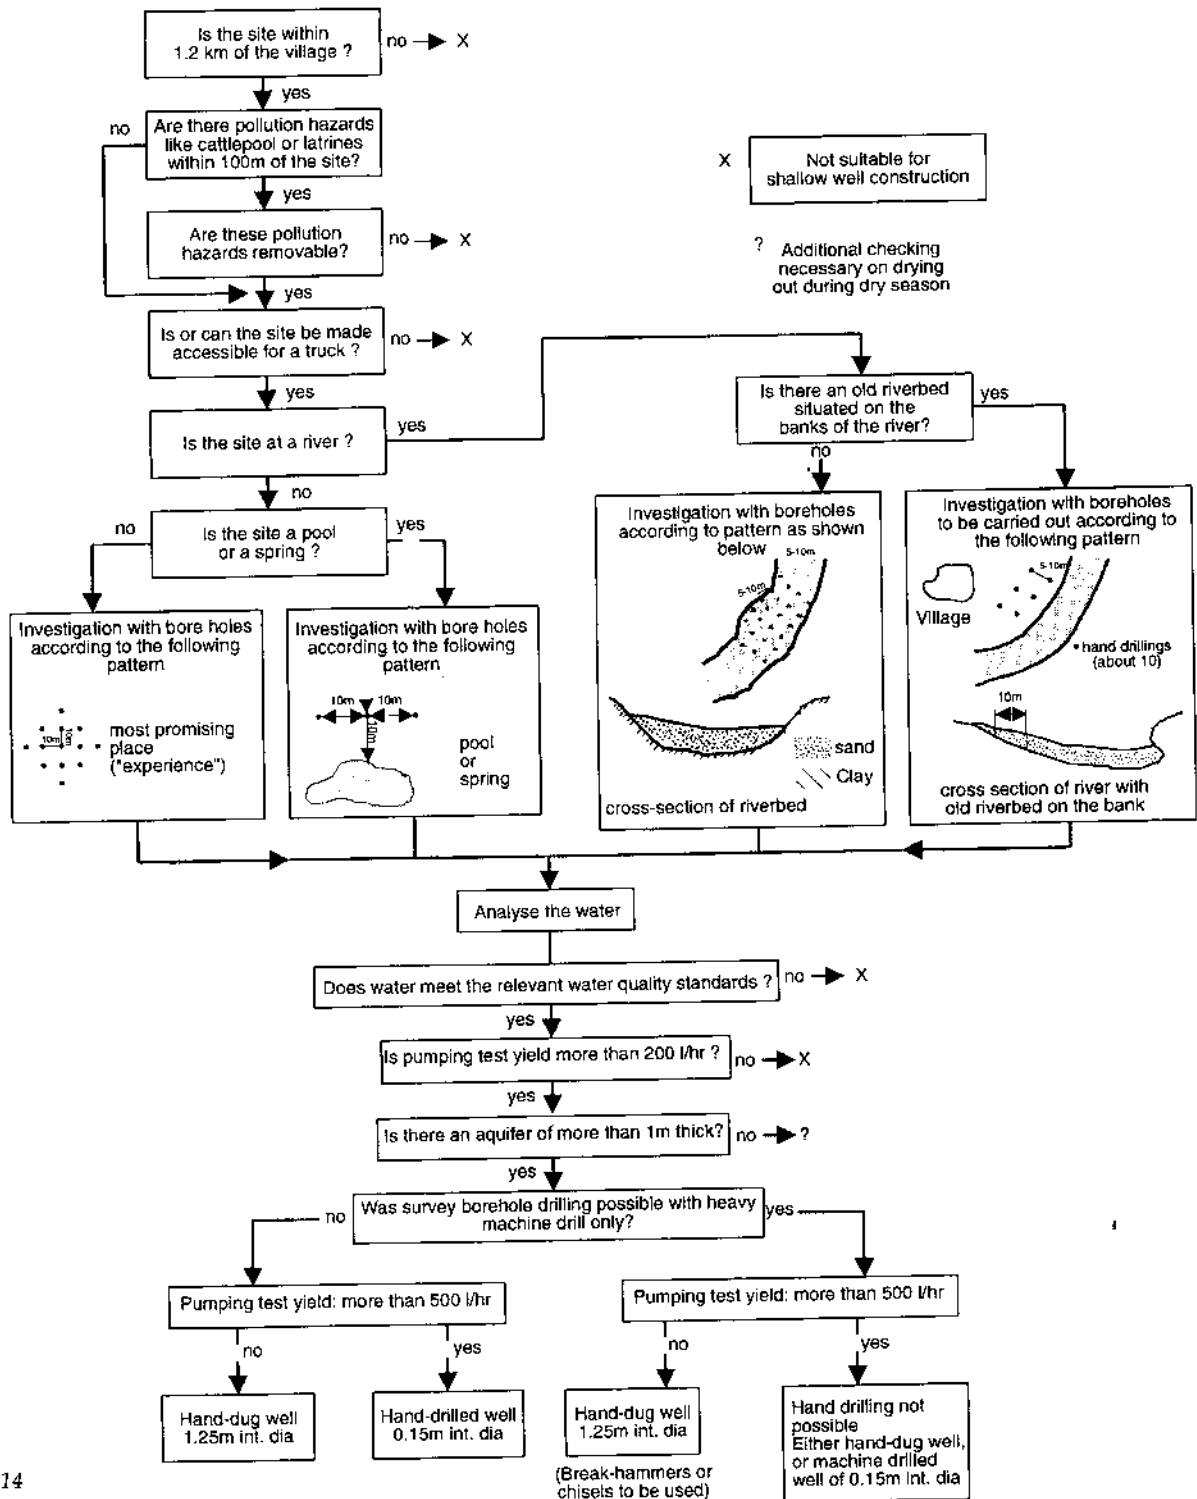 Is the site within
1.2 km of the village ?
no
X
yes
no
Are there pollution hazards
like cattlepool or latrines
within 100m of the site?
X
Not suitable for
shallow well construction
yes
Are these pollution
hazards removable?
no
X
?
Additional checking
necessary on drying
out during dry season
yes
Is or can the site be made
accessible for a truck ?
no
X
yes
Is the site at a river ?
yes
Is there an old riverbed
situated on the
banks of the river?
yes
no
no
Is the site a pool
or a spring ?
no
yes
Investigation with bore holes
according to the following
pattern
10m
10m
most promising
place
("experience")
Investigation with bore holes
according to the following
pattern
10m
10m
10m
pool
or
spring
Investigation with boreholes
according to pattern as shown
below
5-10m
5-10m
sand
Clay
cross-section of riverbed
Investigation with boreholes
to be carried out according to
the following pattern
5-10m
Village
hand drillings
(about 10)
10m
cross section of river with
old riverbed on the bank
Analyse the water
Does water meet the relevant water quality standards ?
no
X
yes
Is pumping test yield more than 200 l/hr ?
no
X
yes
Is there an aquifer of more than 1m thick?
no
?
yes
Was survey borehole drilling possible with heavy
machine drill only?
no
yes
Pumping test yield: more than 500 l/hr
Pumping test yield: more than 500 l/hr
no
yes
no
yes
Hand-dug well
1.25m int. dia
Hand-drilled well
0.15m int. dia
Hand-dug well
1.25m int. dia
(Break-hammers or
chisels to be used)
Hand drilling not
possible
Either hand-dug well,
or machine drilled
well of 0.15m int. dia
14